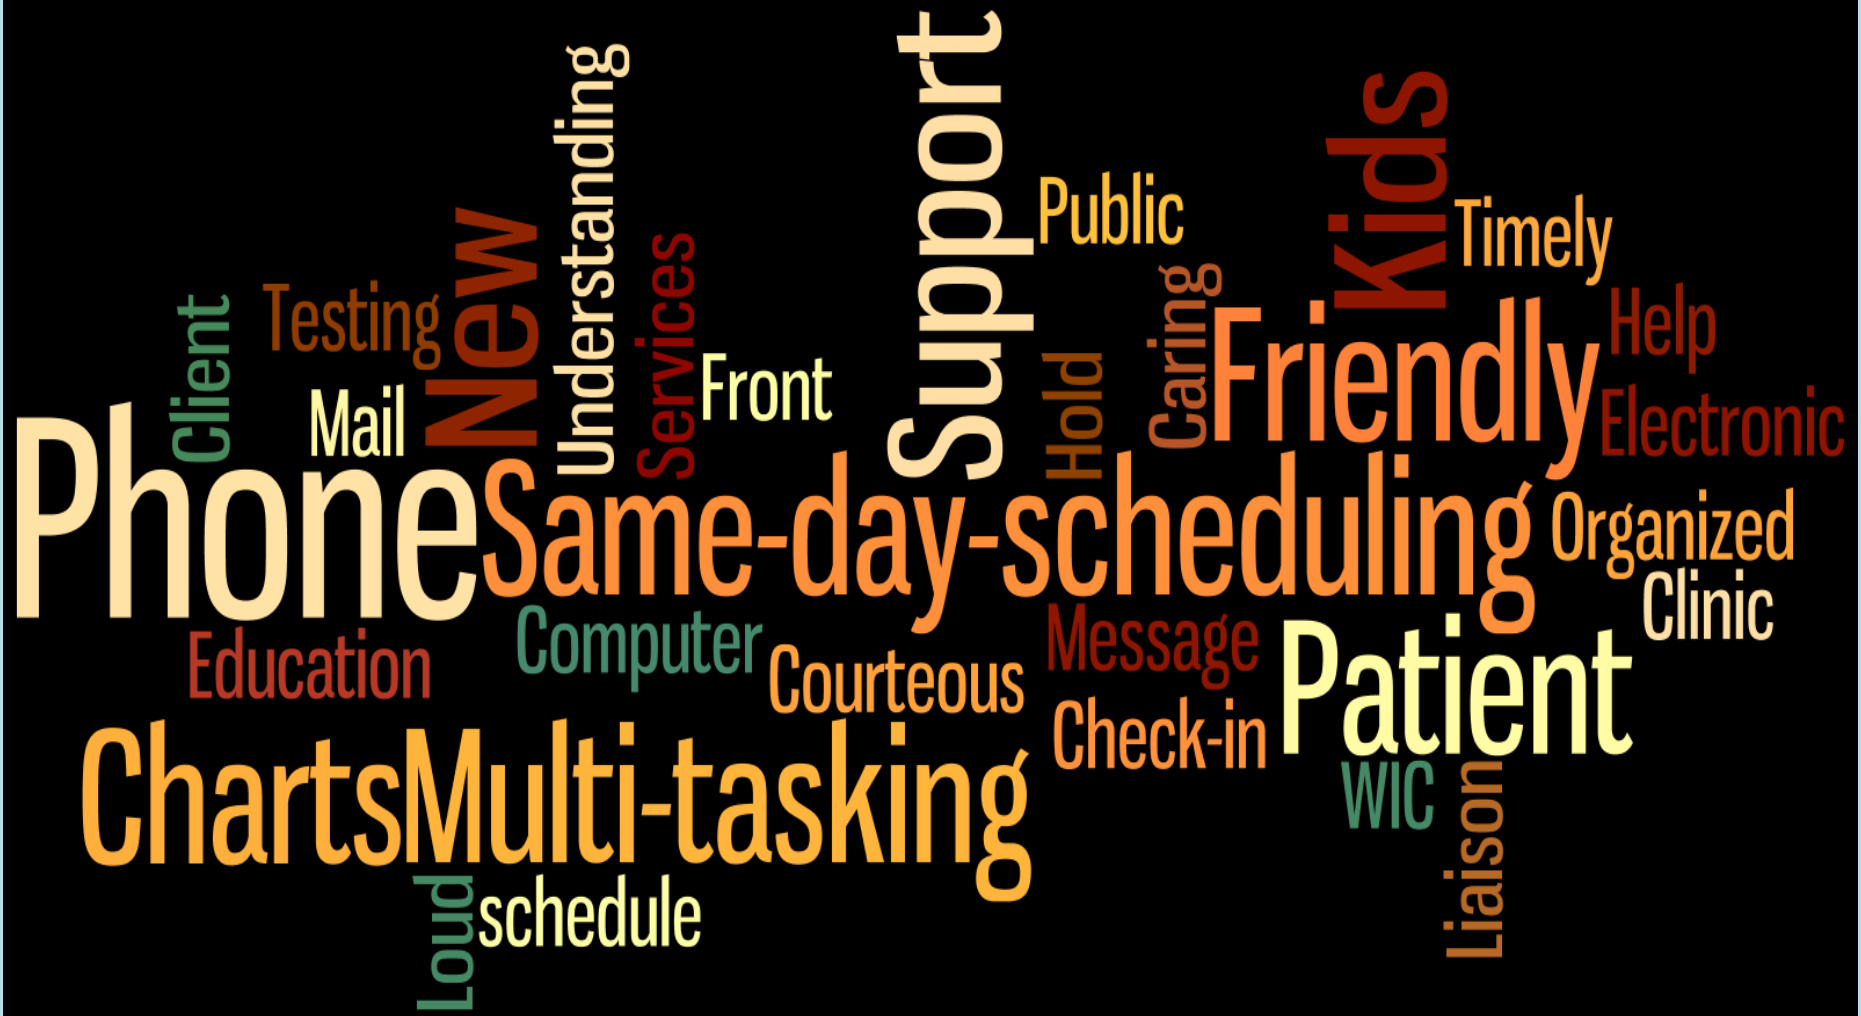 Support
Understanding
Kids
Public
Timely
New
Services
Caring
Testing
Client
Help
Friendly
Front
Hold
Mail
Electronic
Phone
Same-day-scheduling
Organized
Clinic
Education
Computer
Message
Patient
Courteous
Check-in
Charts
Multi-tasking
WIC
Liaison
Loud
schedule